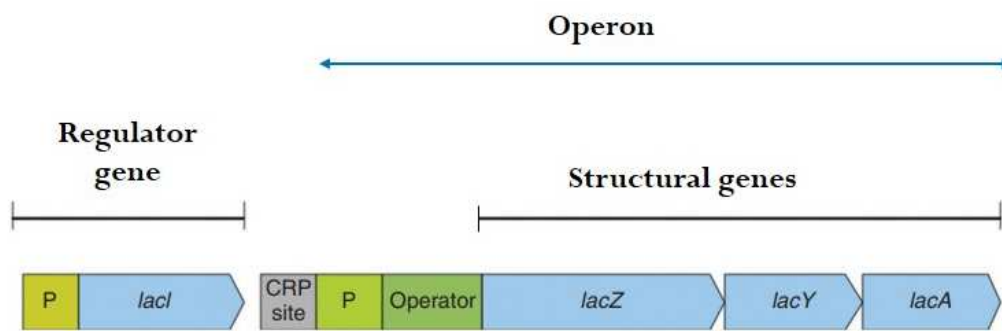 Operon
Regulator
gene
Structural genes
P
lacI
CRP
site
P
Operator
lacZ
lacY
lacA